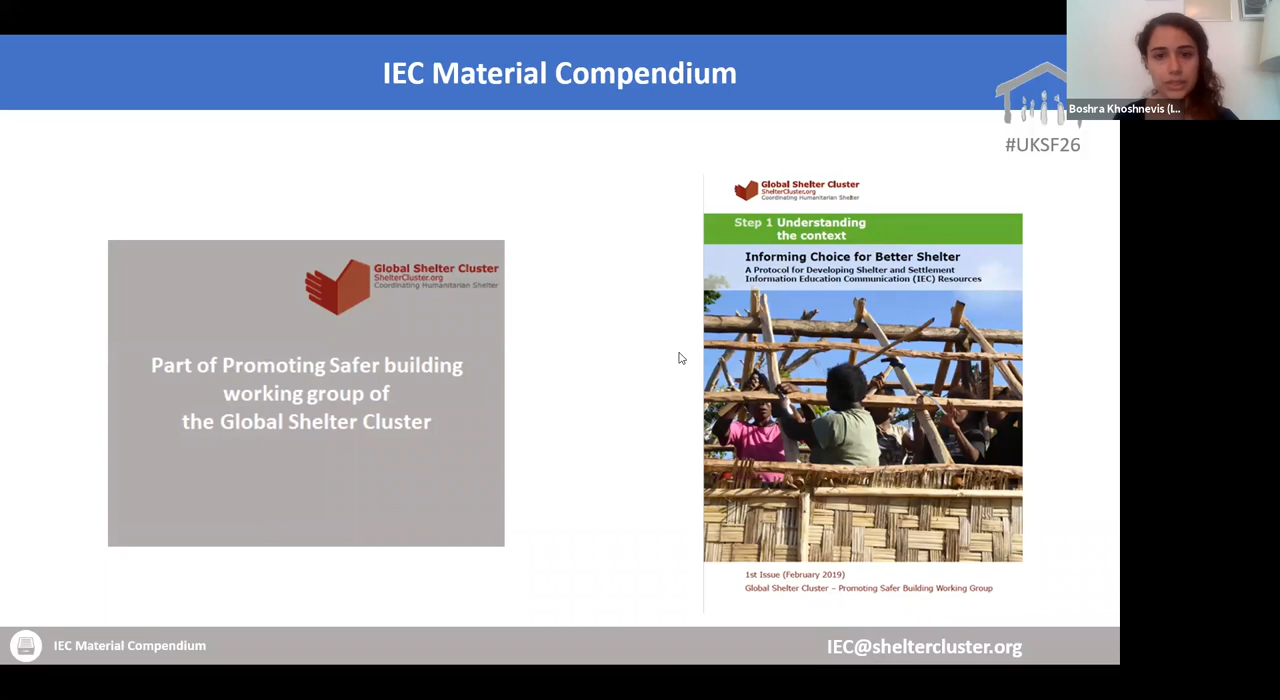 IEC Material Compendium
Boshra Khoshnevis (I...
#UKSF26
Global Shelter Cluster
ShelterCluster.org
Coordinating Humanitarian Shelter
Part of Promoting Safer building
working group of
the Global Shelter Cluster
Global Shelter Cluster
ShelterCluster.org
Coordinating Humanitarian Shelter
Step 1 Understanding
the context
Informing Choice for Better Shelter
A Protocol for Developing Shelter and Settlement
Information Education Communication (IEC) Resources
1st Issue (February 2019)
Global Shelter Cluster – Promoting Safer Building Working Group
IEC Material Compendium
IEC@sheltercluster.org